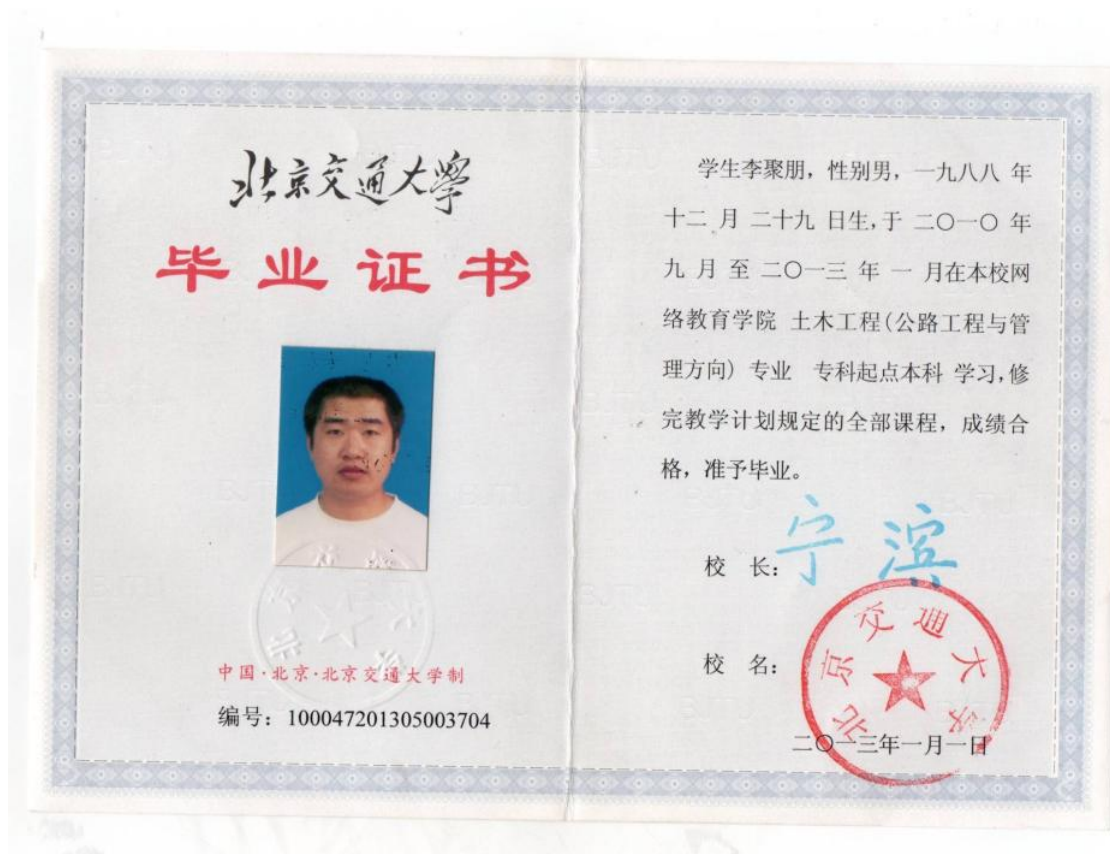 北京交通大學
毕业证书
中国·北京·北京交通大学制
编号：100047201305003704
学生李聚朋，性别男，一九八八 年
十二 月 二十九 日生，于 二〇一〇 年
九 月 至 二〇一三 年 一 月在本校网
络教育学院 土木工程(公路工程与管
理方向) 专业 专科起点本科 学习，修
完教学计划规定的全部课程，成绩合
格，准予毕业。
校 长：宁滨
校 名：
北京交通大学
二〇一三年一月一日